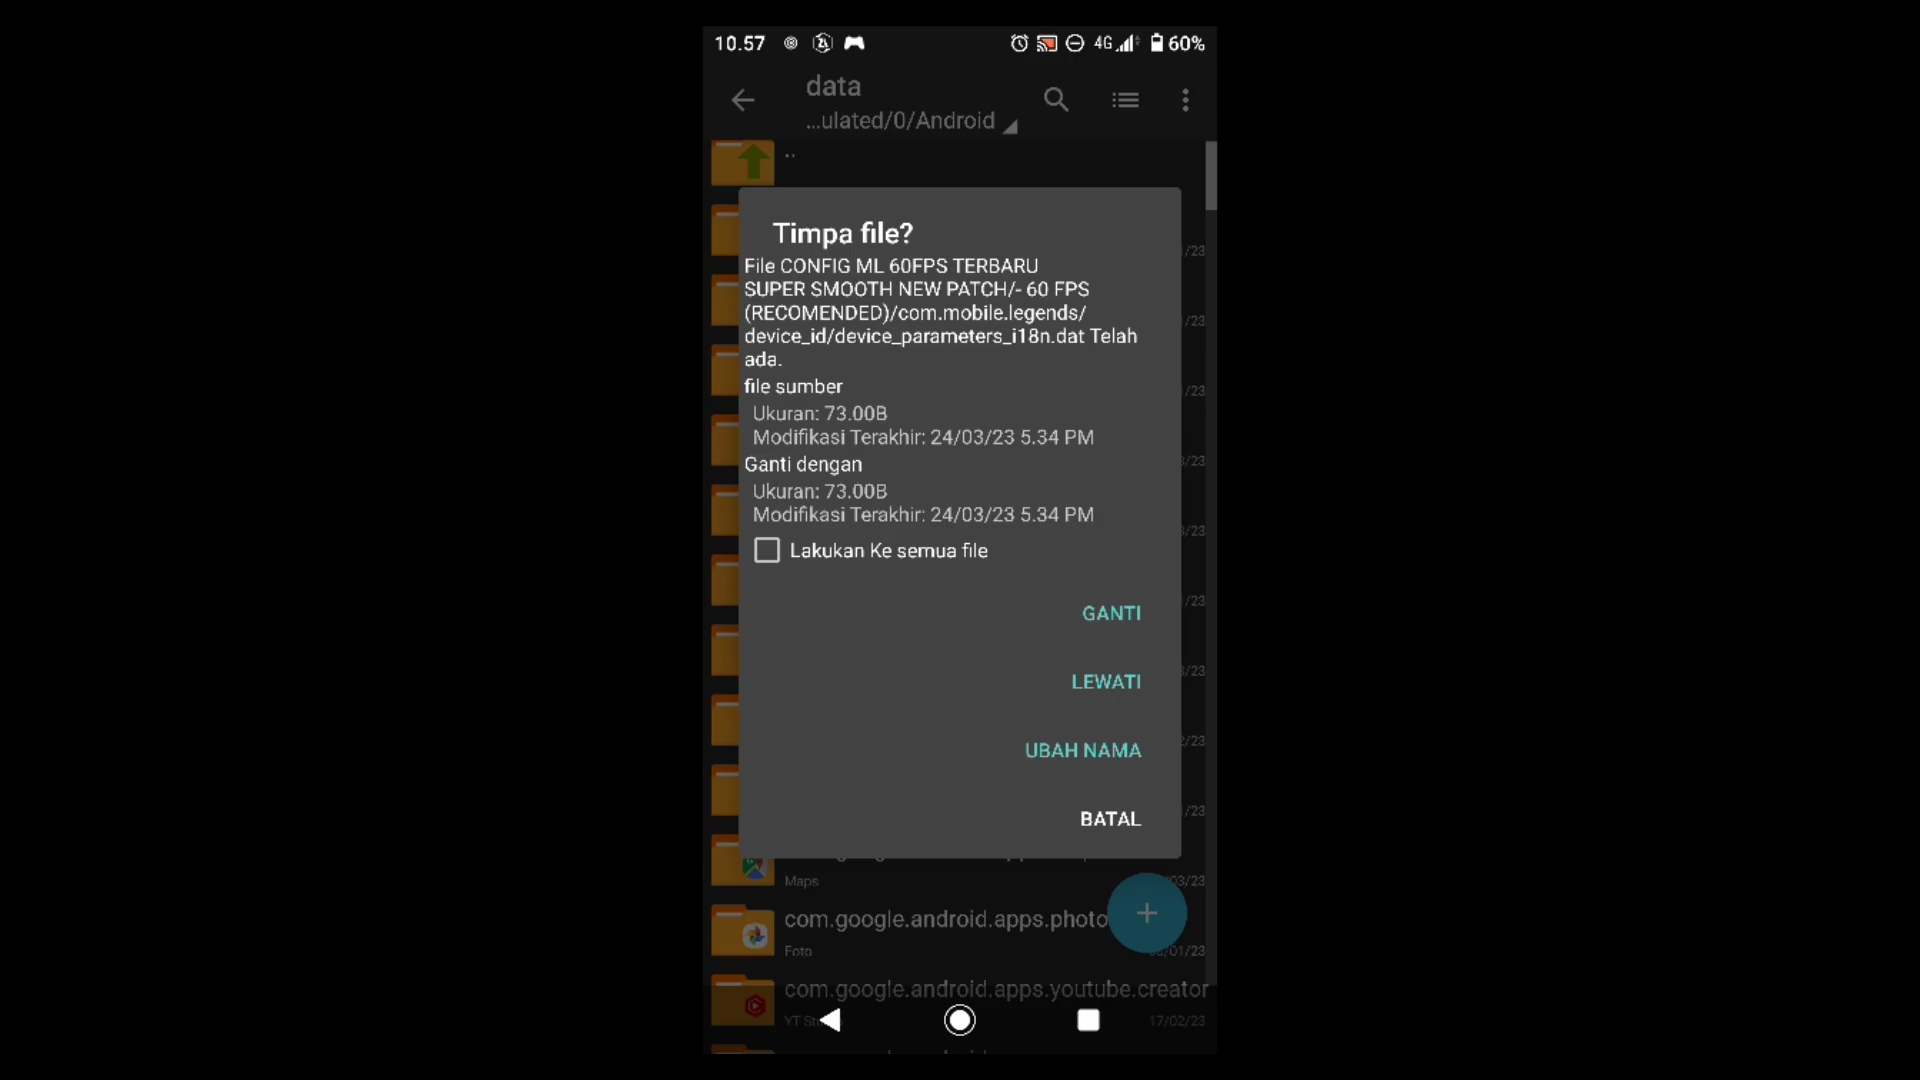 10.57
4G
60%
data
...ulated/0/Android
..
Timpa file?
File CONFIG ML 60FPS TERBARU
SUPER SMOOTH NEW PATCH/- 60 FPS
(RECOMENDED)/com.mobile.legends/
device_id/device_parameters_i18n.dat Telah
ada.
file sumber
Ukuran: 73.00B
Modifikasi Terakhir: 24/03/23 5.34 PM
Ganti dengan
Ukuran: 73.00B
Modifikasi Terakhir: 24/03/23 5.34 PM
Lakukan Ke semua file
GANTI
LEWATI
UBAH NAMA
BATAL
Maps
com.google.android.apps.photo
Foto
com.google.android.apps.youtube.creator
YT
17/02/23